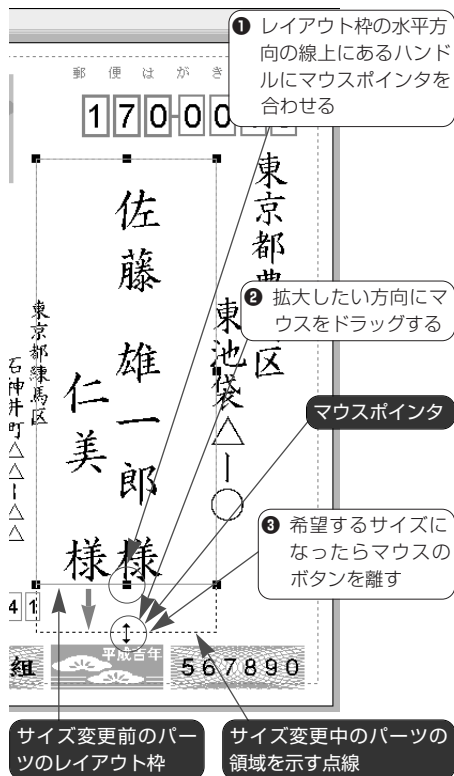 ❶ レイアウト枠の水平方
向の線上にあるハンド
ルにマウスポインタを
合わせる
郵便はがき
170-00
東京都豊
区
東池袋△ー○
佐藤 雄一郎 様
仁美 様
東京都練馬区
石神井町△△ー△△
❷ 拡大したい方向にマ
ウスをドラッグする
マウスポインタ
❸ 希望するサイズに
なったらマウスの
ボタンを離す
41
組
平成吉年
567890
サイズ変更前のパー
ツのレイアウト枠
サイズ変更中のパーツの
領域を示す点線